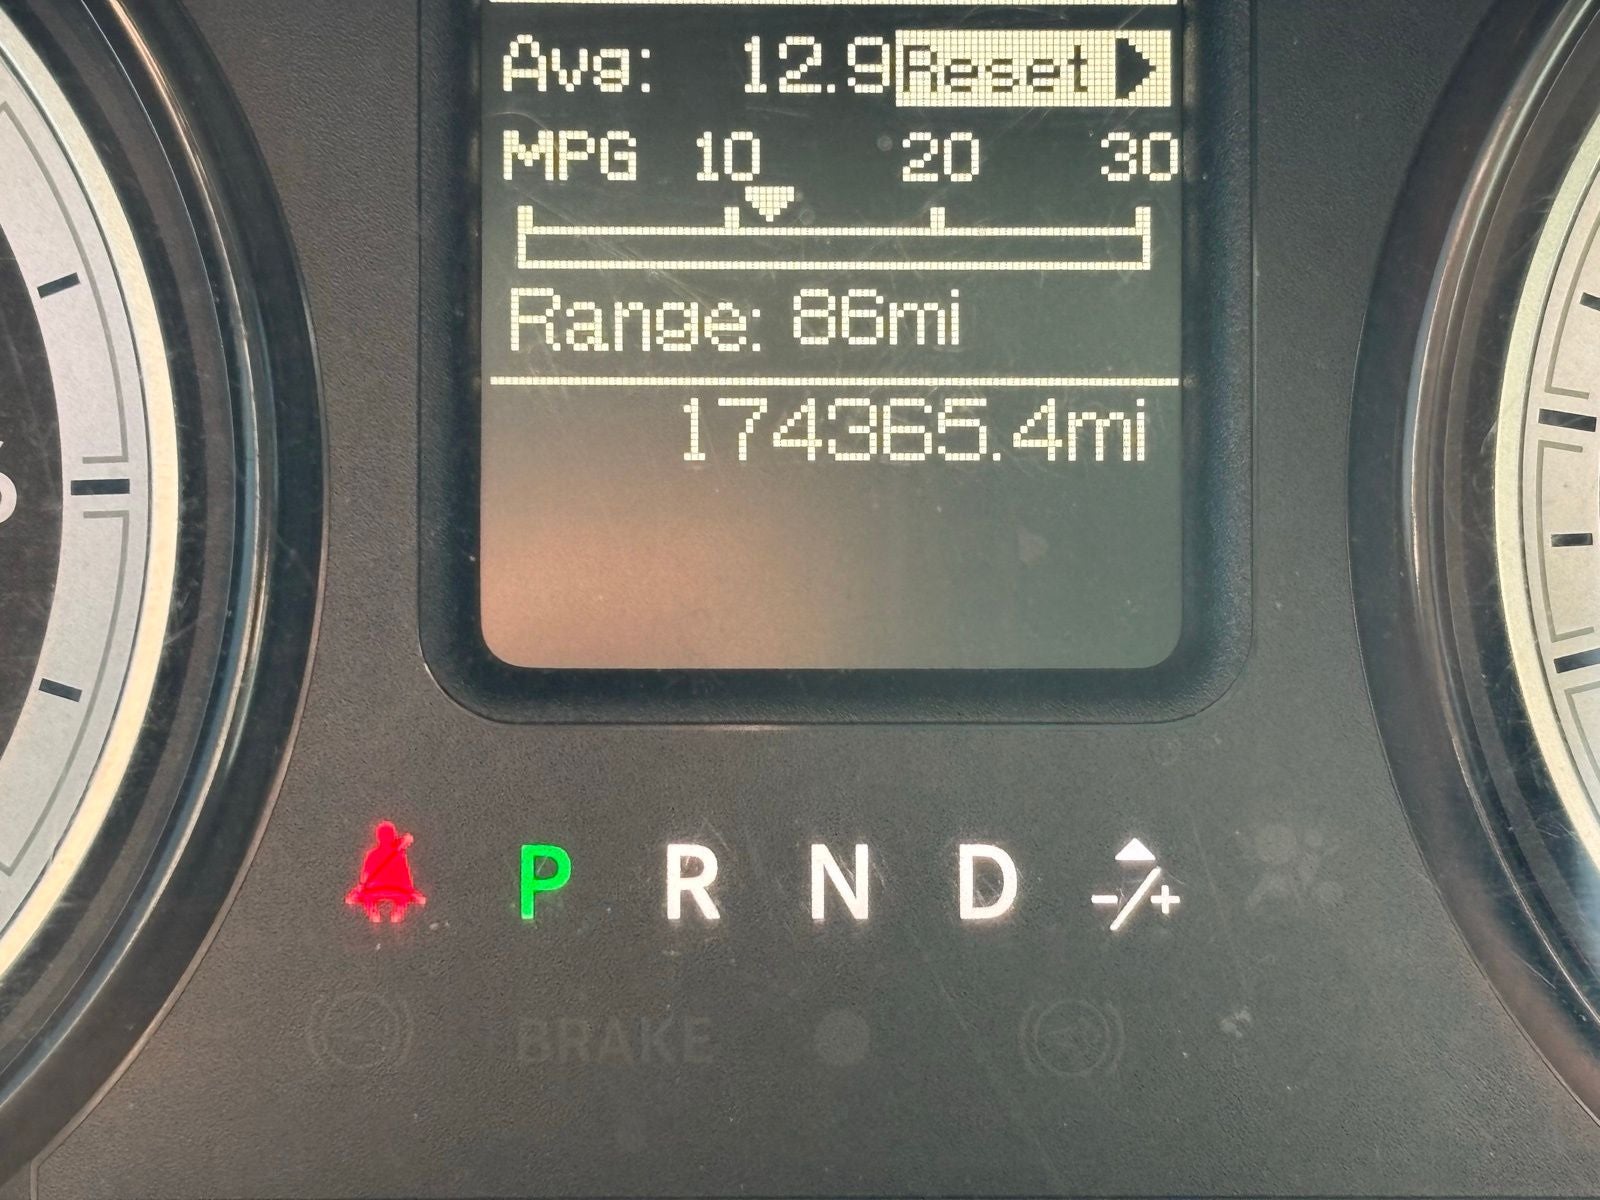 Avg: 12.9 Reset
MPG 10 20 30
Range: 86mi
174365.4mi
P R N D -/+
BRAKE